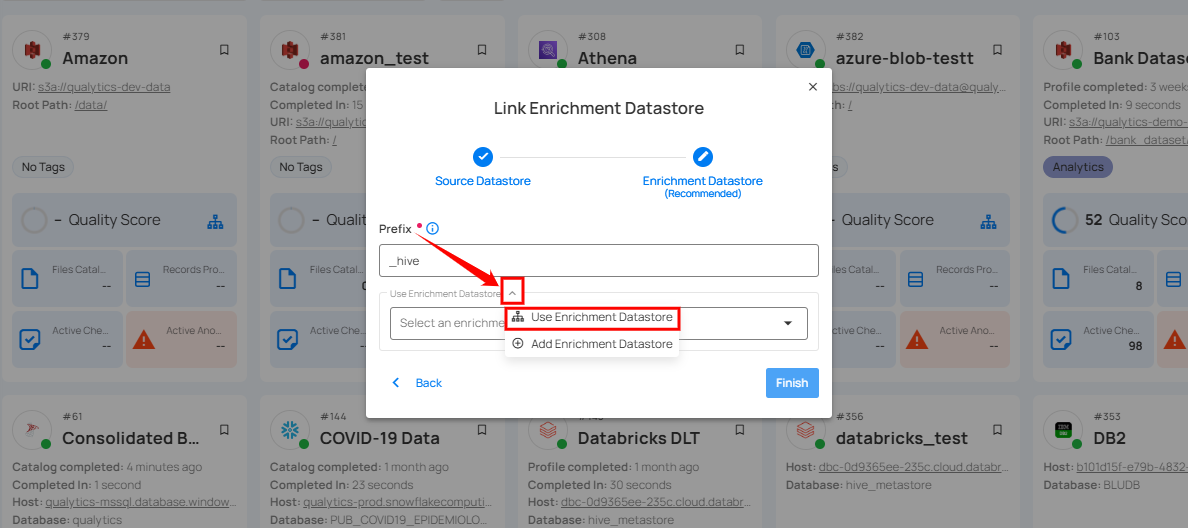 #379
Amazon
URI: s3a://qualytics-dev-data
Root Path: /data/
No Tags
– Quality Score
Files Catal...
--
Records Pro...
--
Active Che...
--
Active Ano...
--
#381
amazon_test
Catalog complet
Completed In: 15
URI: s3a://qualytic
Root Path: /
No Tags
– Qualit
Files Catal
Active Che
#308
Athena
#382
azure-blob-testt
bs://qualytics-dev-data@qualy...
: /
s
Quality Score
Records Pro...
--
Active Ano...
--
#103
Bank Datas
Profile completed: 3 week
Completed In: 9 seconds
URI: s3a://qualytics-demo-
Root Path: /bank_dataset/
Analytics
52 Quality Sco
Files Catal...
8
Records Pro
Active Che...
98
Active
Link Enrichment Datastore
Source Datastore
Enrichment Datastore
(Recommended)
Prefix
_hive
Use Enrichment Datastore
Select an enrichme
Use Enrichment Datastore
Add Enrichment Datastore
Back
Finish
#61
Consolidated B...
Catalog completed: 4 minutes ago
Completed In: 1 second
Host: qualytics-mssql.database.window...
Database: qualytics
#144
COVID-19 Data
Catalog completed: 1 month ago
Completed In: 23 seconds
Host: qualytics-prod.snowflakecomputi...
Database: PUB_COVID19_EPIDEMIOLO...
Databricks DLT
Profile completed: 1 month ago
Completed In: 30 seconds
Host: dbc-0d9365ee-235c.cloud.databr...
Database: hive_metastore
#356
databricks_test
Host: dbc-0d9365ee-235c.cloud.databr...
Database: hive_metastore
#353
DB2
Host: b101d15f-e79b-4832-
Database: BLUDB